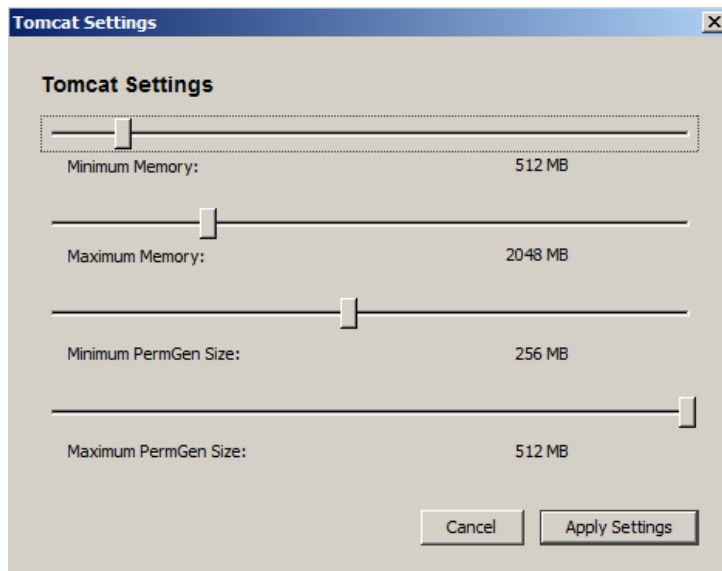 Tomcat Settings
Tomcat Settings
Minimum Memory: 512 MB
Maximum Memory: 2048 MB
Minimum PermGen Size: 256 MB
Maximum PermGen Size: 512 MB
Cancel Apply Settings